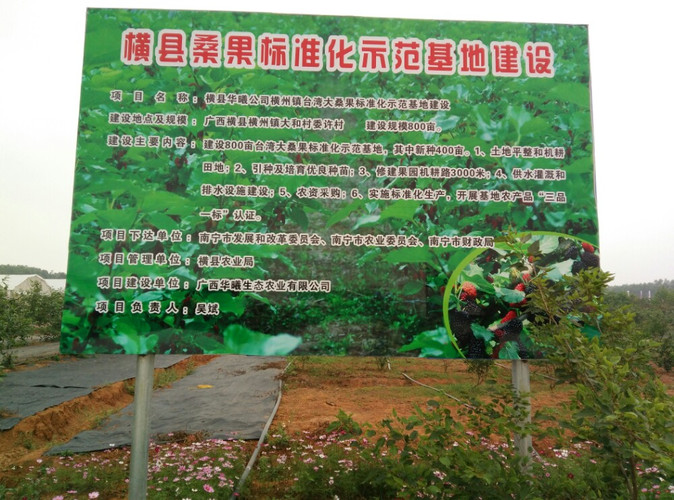 横县桑果标准化示范基地建设
项目名称：横县华曦公司横州镇台湾大桑果标准化示范基地建设
建设地点及规模：广西横县横州镇大和村委许村 建设规模800亩。
建设主要内容：建设800亩台湾大桑果标准化示范基地，其中新种400亩。1、土地平整和机耕
田地；2、引种及培育优良种苗；3、修建果园机耕路3000米；4、供水灌溉和
排水设施建设；5、农资采购；6、实施标准化生产，开展基地农产品“三品
一标”认证。
项目下达单位：南宁市发展和改革委员会、南宁市农业委员会、南宁市财政局
项目管理单位：横县农业局
项目建设单位：广西华曦生态农业有限公司
项目负责人：吴斌